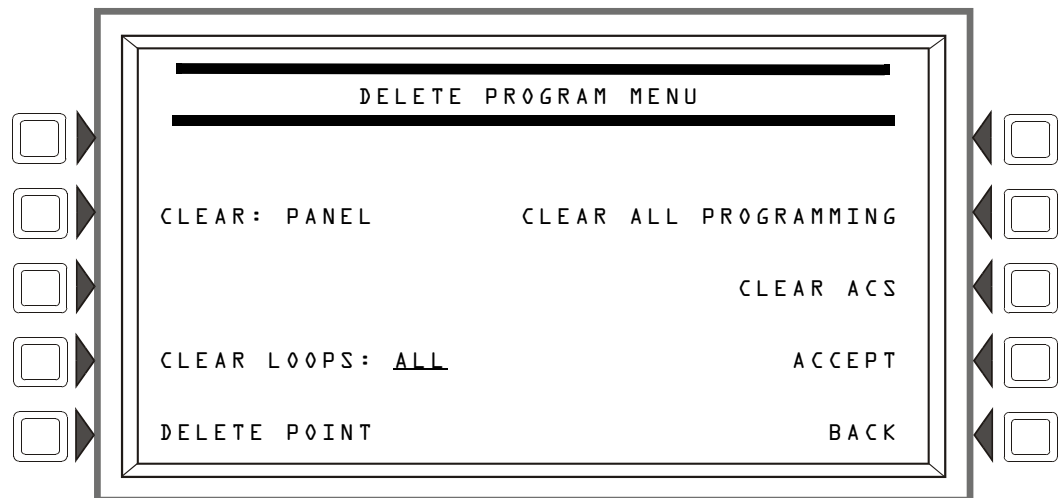 DELETE PROGRAM MENU
CLEAR: PANEL CLEAR ALL PROGRAMMING
CLEAR ACS
CLEAR LOOPS: ALL ACCEPT
DELETE POINT BACK